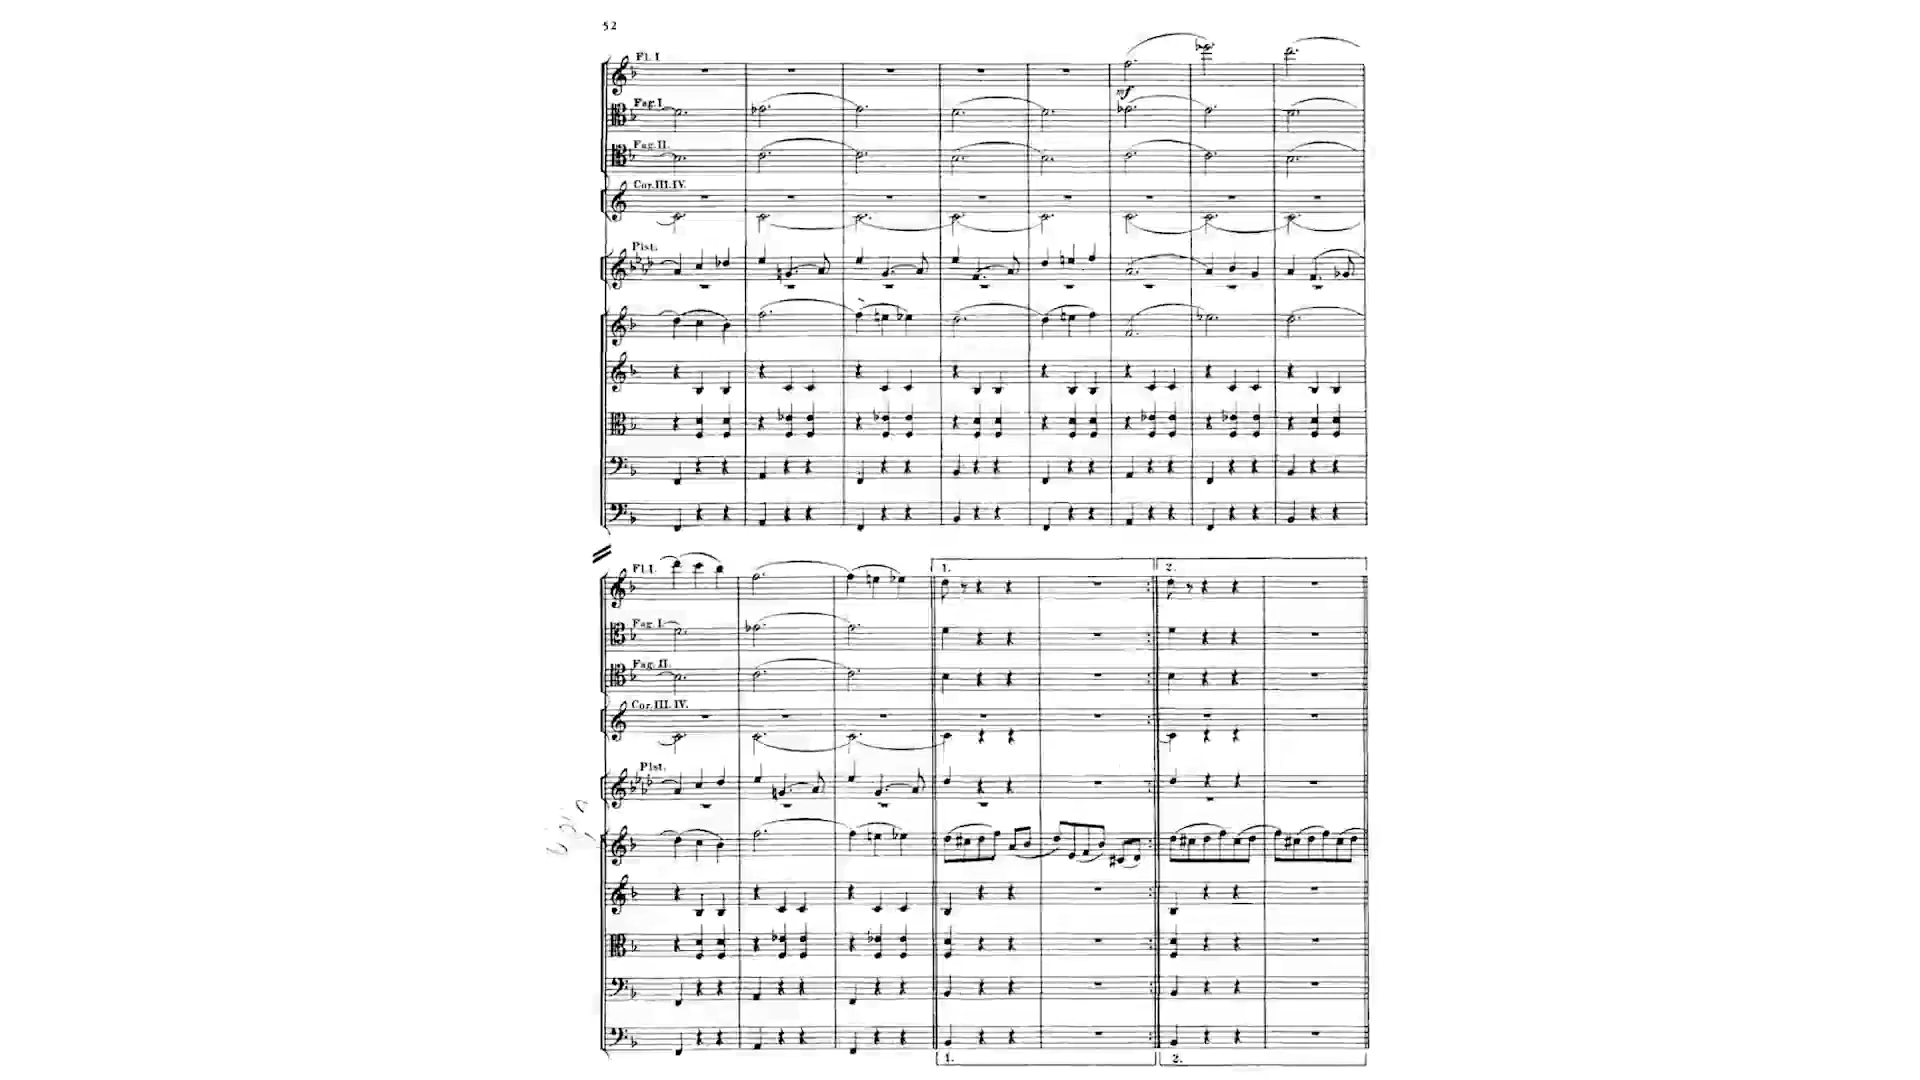 52
Fl. I
Fag. I.
Fag. II.
Cor. III. IV.
Pist.
mf
Fl. I.
1.
2.
Fag. I.
Fag. II.
Cor. III. IV.
Pist.
1.
2.